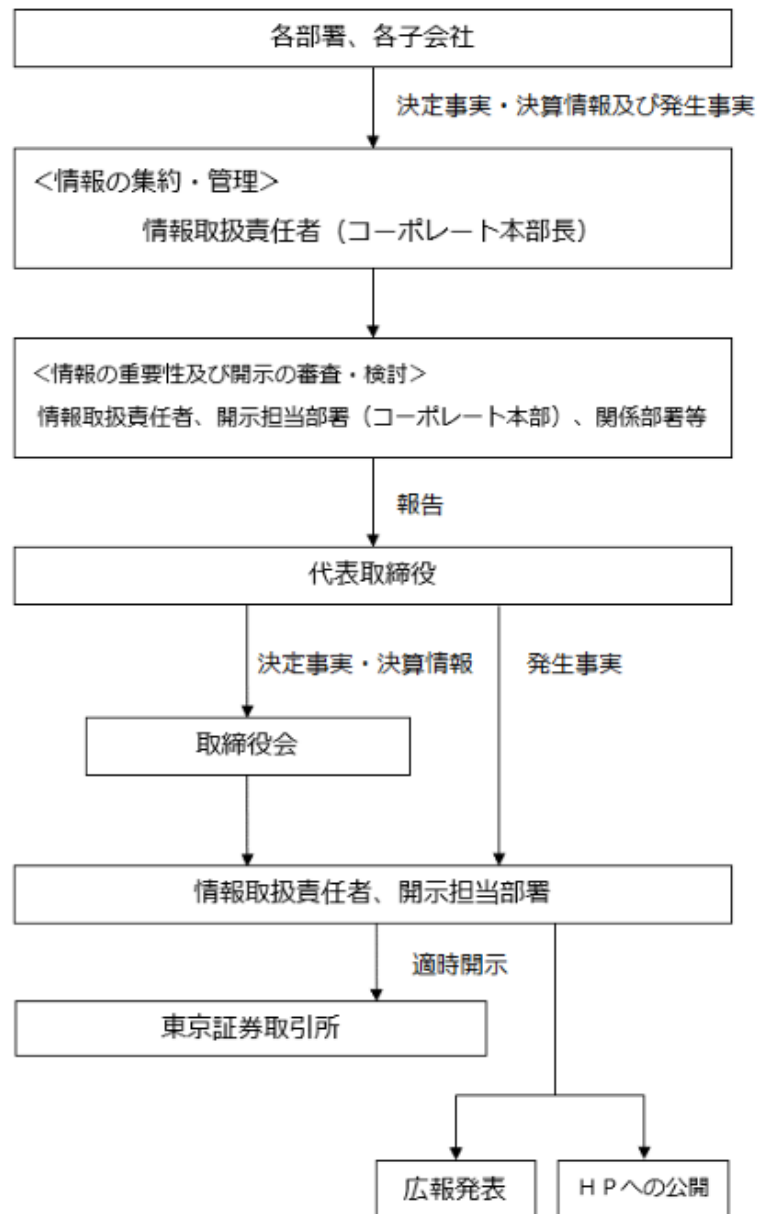 各部署、各子会社
決定事実・決算情報及び発生事実
<情報の集約・管理>
情報取扱責任者（コーポレート本部長）
<情報の重要性及び開示の審査・検討>
情報取扱責任者、開示担当部署（コーポレート本部）、関係部署等
報告
代表取締役
決定事実・決算情報
発生事実
取締役会
情報取扱責任者、開示担当部署
適時開示
東京証券取引所
広報発表
ＨＰへの公開